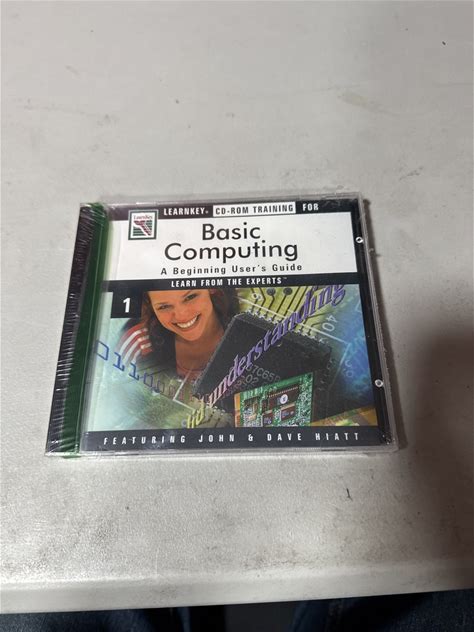 LEARNKEY® CD-ROM TRAINING FOR
LearnKey
Basic
Computing
A Beginning User's Guide
LEARN FROM THE EXPERTS™
1
understanding
FEATURING JOHN & DAVE HIATT